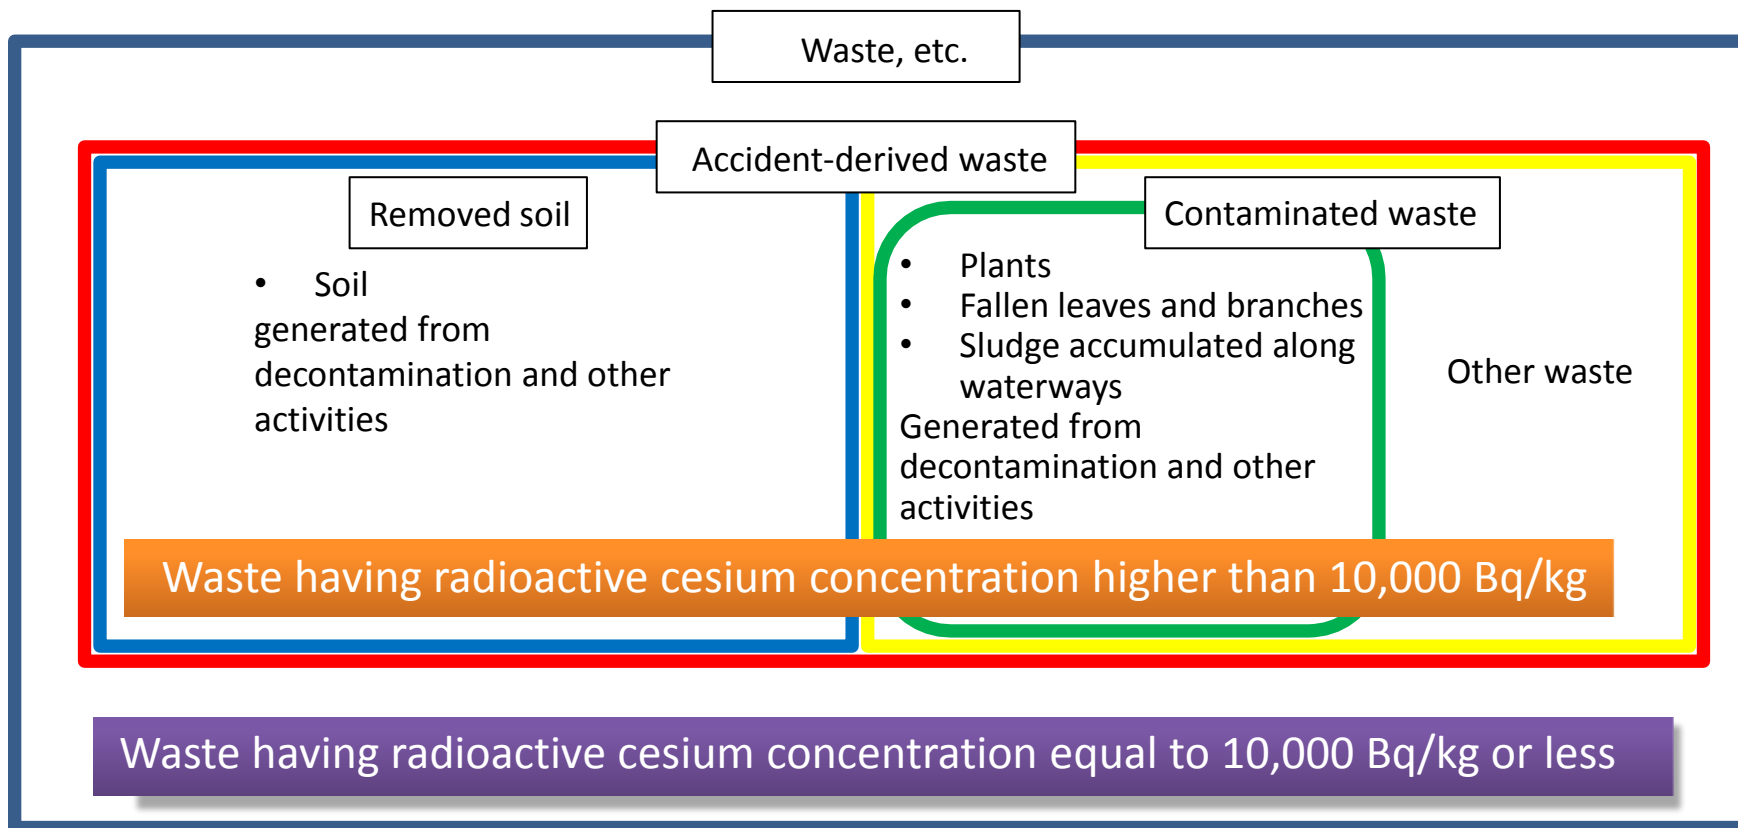 Waste, etc.
Accident-derived waste
Removed soil
• Soil
generated from
decontamination and other
activities
Contaminated waste
• Plants
• Fallen leaves and branches
• Sludge accumulated along
waterways
Generated from
decontamination and other
activities
Other waste
Waste having radioactive cesium concentration higher than 10,000 Bq/kg
Waste having radioactive cesium concentration equal to 10,000 Bq/kg or less